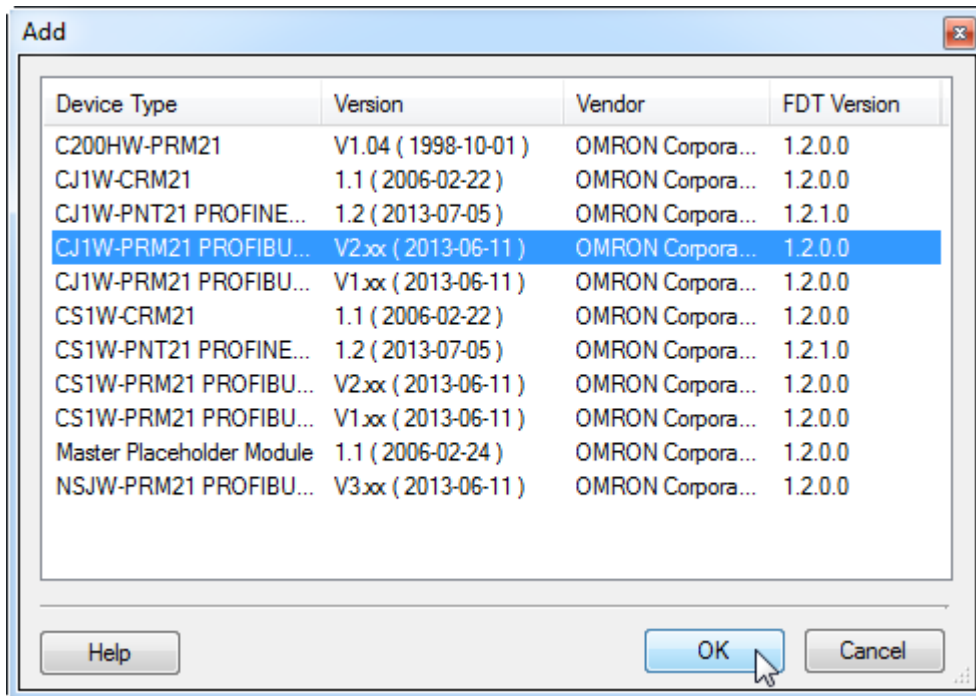 Add
Device Type Version Vendor FDT Version
C200HW-PRM21 V1.04 ( 1998-10-01 ) OMRON Corpora... 1.2.0.0
CJ1W-CRM21 1.1 ( 2006-02-22 ) OMRON Corpora... 1.2.0.0
CJ1W-PNT21 PROFINE... 1.2 ( 2013-07-05 ) OMRON Corpora... 1.2.1.0
CJ1W-PRM21 PROFIBU... V2.xx ( 2013-06-11 ) OMRON Corpora... 1.2.0.0
CJ1W-PRM21 PROFIBU... V1.xx ( 2013-06-11 ) OMRON Corpora... 1.2.0.0
CS1W-CRM21 1.1 ( 2006-02-22 ) OMRON Corpora... 1.2.0.0
CS1W-PNT21 PROFINE... 1.2 ( 2013-07-05 ) OMRON Corpora... 1.2.1.0
CS1W-PRM21 PROFIBU... V2.xx ( 2013-06-11 ) OMRON Corpora... 1.2.0.0
CS1W-PRM21 PROFIBU... V1.xx ( 2013-06-11 ) OMRON Corpora... 1.2.0.0
Master Placeholder Module 1.1 ( 2006-02-24 ) OMRON Corpora... 1.2.0.0
NSJW-PRM21 PROFIBU... V3.xx ( 2013-06-11 ) OMRON Corpora... 1.2.0.0
Help OK Cancel